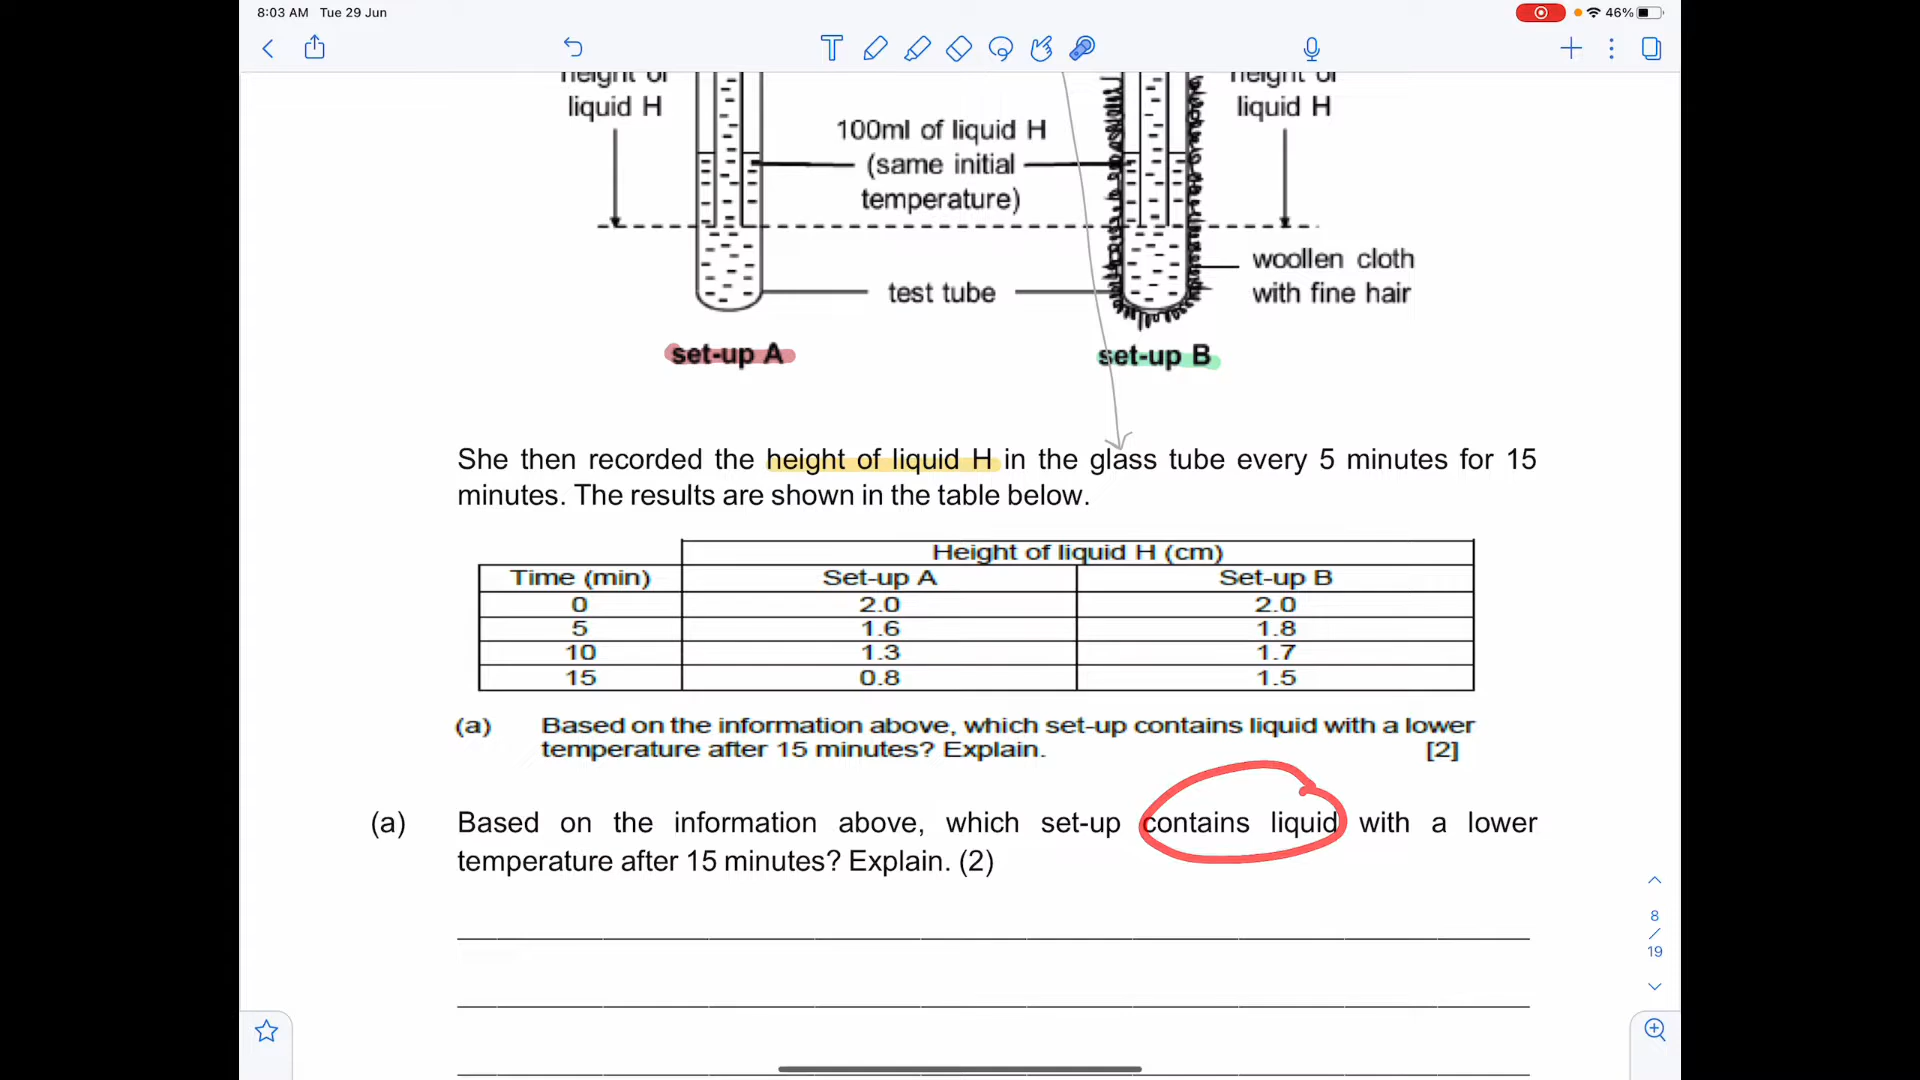 8:03 AM Tue 29 Jun
46%
height of
liquid H
height of
liquid H
100ml of liquid H
(same initial
temperature)
woollen cloth
with fine hair
test tube
set-up A
set-up B
She then recorded the height of liquid H in the glass tube every 5 minutes for 15
minutes. The results are shown in the table below.
Height of liquid H (cm)
Time (min) Set-up A Set-up B
0 2.0 2.0
5 1.6 1.8
10 1.3 1.7
15 0.8 1.5
(a) Based on the information above, which set-up contains liquid with a lower
temperature after 15 minutes? Explain. [2]
(a) Based on the information above, which set-up contains liquid with a lower
temperature after 15 minutes? Explain. (2)
8
/
19